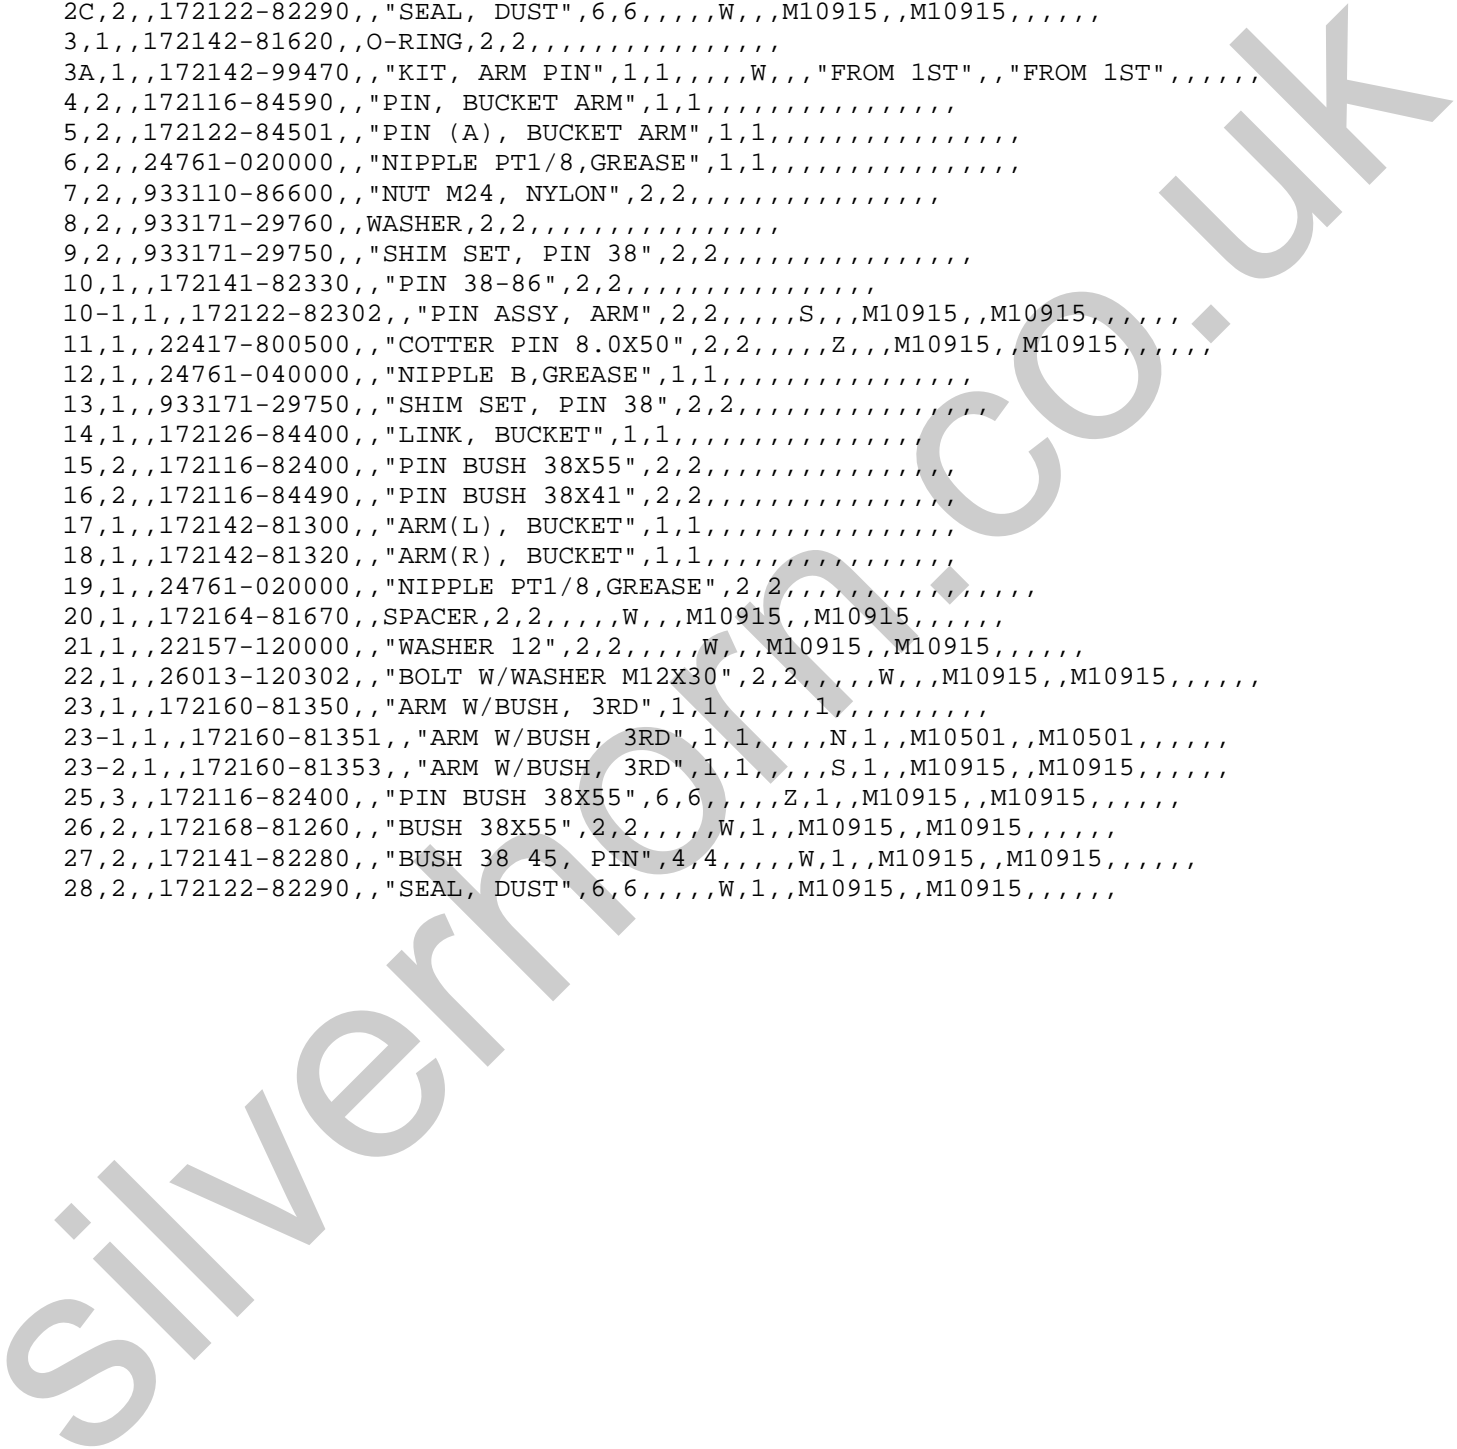 2C,2,,172122-82290,,"SEAL, DUST",6,6,,,,,W,,,M10915,,M10915,,,,,,
3,1,,172142-81620,,O-RING,2,2,,,,,,,,,,,,,,,,
3A,1,,172142-99470,,"KIT, ARM PIN",1,1,,,,,W,,,"FROM 1ST",,"FROM 1ST",,,,,,
4,2,,172116-84590,,"PIN, BUCKET ARM",1,1,,,,,,,,,,,,,,,,
5,2,,172122-84501,,"PIN (A), BUCKET ARM",1,1,,,,,,,,,,,,,,,,
6,2,,24761-020000,,"NIPPLE PT1/8,GREASE",1,1,,,,,,,,,,,,,,,,
7,2,,933110-86600,,"NUT M24, NYLON",2,2,,,,,,,,,,,,,,,,
8,2,,933171-29760,,WASHER,2,2,,,,,,,,,,,,,,,,
9,2,,933171-29750,,"SHIM SET, PIN 38",2,2,,,,,,,,,,,,,,,,
10,1,,172141-82330,,"PIN 38-86",2,2,,,,,,,,,,,,,,,,
10-1,1,,172122-82302,,"PIN ASSY, ARM",2,2,,,,,S,,,M10915,,M10915,,,,,,
11,1,,22417-800500,,"COTTER PIN 8.0X50",2,2,,,,,Z,,,M10915,,M10915,,,,,,
12,1,,24761-040000,,"NIPPLE B,GREASE",1,1,,,,,,,,,,,,,,,,
13,1,,933171-29750,,"SHIM SET, PIN 38",2,2,,,,,,,,,,,,,,,,
14,1,,172126-84400,,"LINK, BUCKET",1,1,,,,,,,,,,,,,,,,
15,2,,172116-82400,,"PIN BUSH 38X55",2,2,,,,,,,,,,,,,,,,
16,2,,172116-84490,,"PIN BUSH 38X41",2,2,,,,,,,,,,,,,,,,
17,1,,172142-81300,,"ARM(L), BUCKET",1,1,,,,,,,,,,,,,,,,
18,1,,172142-81320,,"ARM(R), BUCKET",1,1,,,,,,,,,,,,,,,,
19,1,,24761-020000,,"NIPPLE PT1/8,GREASE",2,2,,,,,,,,,,,,,,,,
20,1,,172164-81670,,SPACER,2,2,,,,,W,,,M10915,,M10915,,,,,,
21,1,,22157-120000,,"WASHER 12",2,2,,,,,W,,,M10915,,M10915,,,,,,
22,1,,26013-120302,,"BOLT W/WASHER M12X30",2,2,,,,,W,,,M10915,,M10915,,,,,,
23,1,,172160-81350,,"ARM W/BUSH, 3RD",1,1,,,,,,1,,,,,,,,,,
23-1,1,,172160-81351,,"ARM W/BUSH, 3RD",1,1,,,,,N,1,,M10501,,M10501,,,,,,
23-2,1,,172160-81353,,"ARM W/BUSH, 3RD",1,1,,,,,S,1,,M10915,,M10915,,,,,,
25,3,,172116-82400,,"PIN BUSH 38X55",6,6,,,,,Z,1,,M10915,,M10915,,,,,,
26,2,,172168-81260,,"BUSH 38X55",2,2,,,,,W,1,,M10915,,M10915,,,,,,
27,2,,172141-82280,,"BUSH 38 45, PIN",4,4,,,,,W,1,,M10915,,M10915,,,,,,
28,2,,172122-82290,,"SEAL, DUST",6,6,,,,,W,1,,M10915,,M10915,,,,,,
silverhorn.co.uk